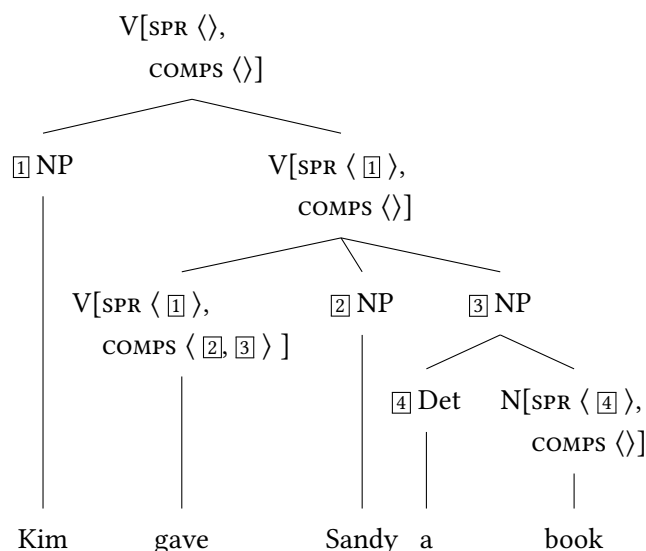 V[SPR ⟨⟩,
COMPS ⟨⟩]
1 NP V[SPR ⟨ 1 ⟩,
COMPS ⟨⟩]
V[SPR ⟨ 1 ⟩, 2 NP 3 NP
COMPS ⟨ 2, 3 ⟩ ]
4 Det N[SPR ⟨ 4 ⟩,
COMPS ⟨⟩]
Kim gave Sandy a book